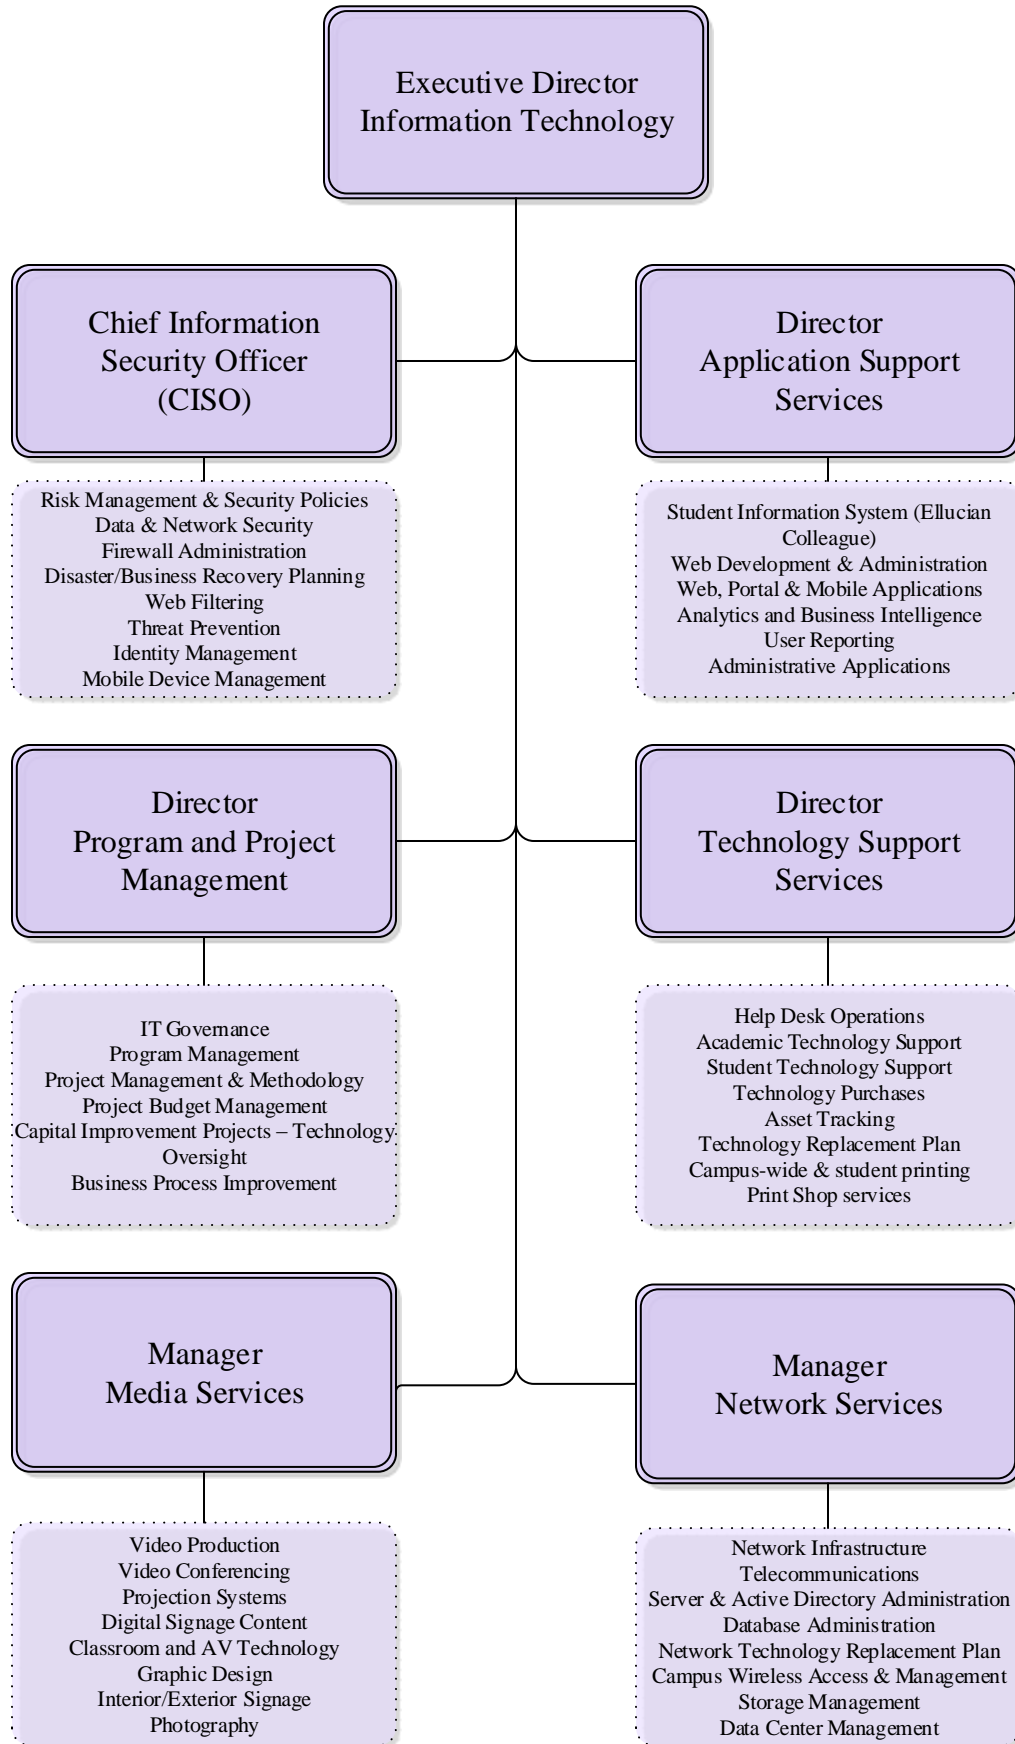 Executive Director
Information Technology
Chief Information
Security Officer
(CISO)
Risk Management & Security Policies
Data & Network Security
Firewall Administration
Disaster/Business Recovery Planning
Web Filtering
Threat Prevention
Identity Management
Mobile Device Management
Director
Application Support
Services
Student Information System (Ellucian
Colleague)
Web Development & Administration
Web, Portal & Mobile Applications
Analytics and Business Intelligence
User Reporting
Administrative Applications
Director
Program and Project
Management
IT Governance
Program Management
Project Management & Methodology
Project Budget Management
Capital Improvement Projects – Technology
Oversight
Business Process Improvement
Director
Technology Support
Services
Help Desk Operations
Academic Technology Support
Student Technology Support
Technology Purchases
Asset Tracking
Technology Replacement Plan
Campus-wide & student printing
Print Shop services
Manager
Media Services
Video Production
Video Conferencing
Projection Systems
Digital Signage Content
Classroom and AV Technology
Graphic Design
Interior/Exterior Signage
Photography
Manager
Network Services
Network Infrastructure
Telecommunications
Server & Active Directory Administration
Database Administration
Network Technology Replacement Plan
Campus Wireless Access & Management
Storage Management
Data Center Management